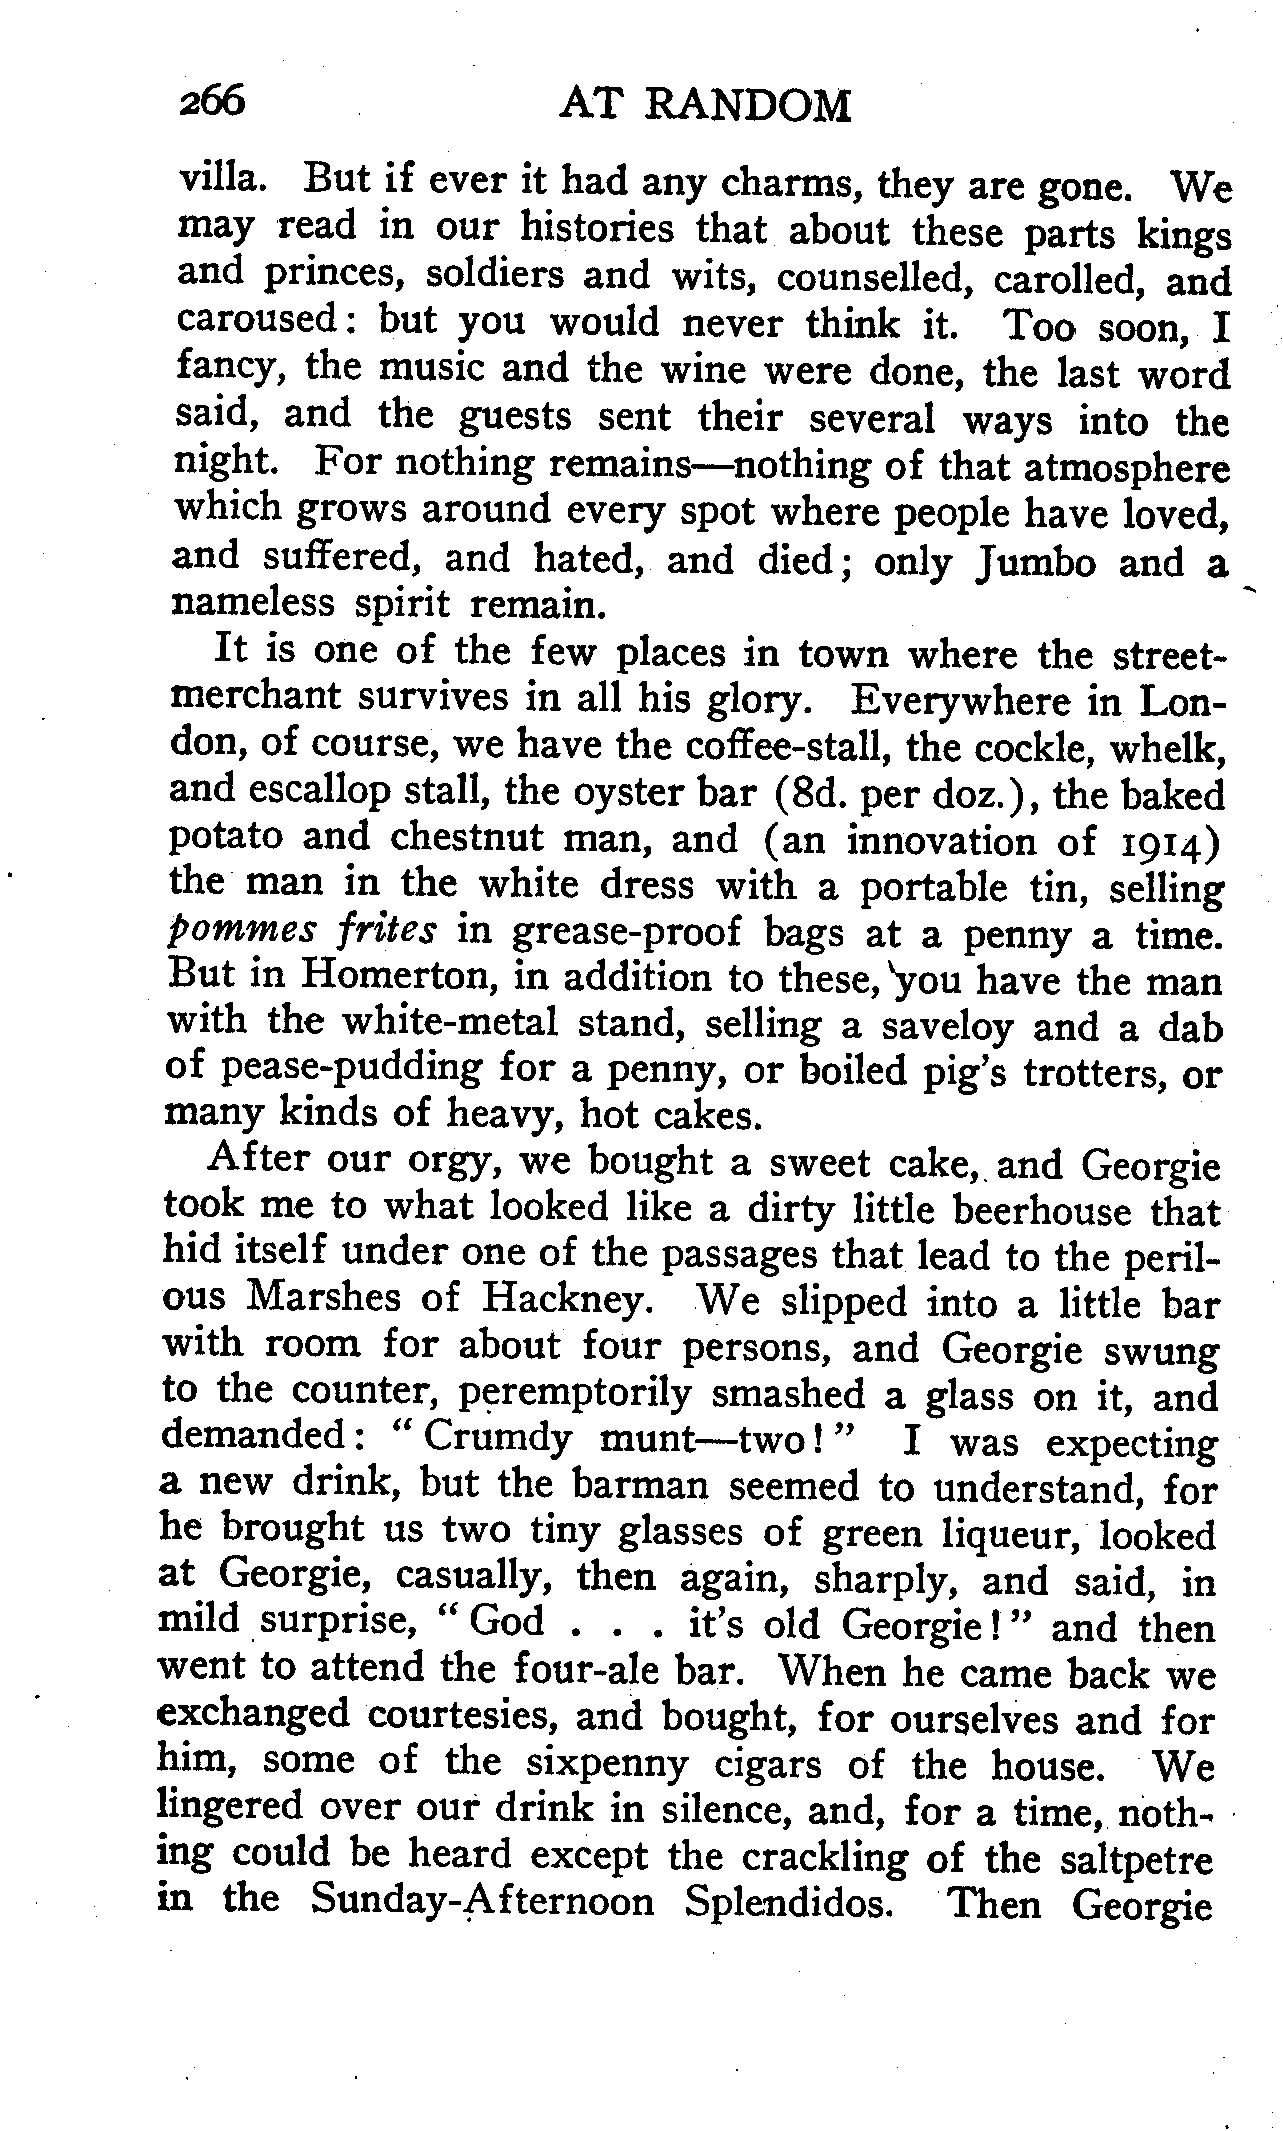 266 AT RANDOM
villa. But if ever it had any charms, they are gone. We
may read in our histories that about these parts kings
and princes, soldiers and wits, counselled, carolled, and
caroused: but you would never think it. Too soon, I
fancy, the music and the wine were done, the last word
said, and the guests sent their several ways into the
night. For nothing remains—nothing of that atmosphere
which grows around every spot where people have loved,
and suffered, and hated, and died; only Jumbo and a
nameless spirit remain.
It is one of the few places in town where the street-
merchant survives in all his glory. Everywhere in Lon-
don, of course, we have the coffee-stall, the cockle, whelk,
and escallop stall, the oyster bar (8d. per doz.), the baked
potato and chestnut man, and (an innovation of 1914)
the man in the white dress with a portable tin, selling
pommes frites in grease-proof bags at a penny a time.
But in Homerton, in addition to these, you have the man
with the white-metal stand, selling a saveloy and a dab
of pease-pudding for a penny, or boiled pig's trotters, or
many kinds of heavy, hot cakes.
After our orgy, we bought a sweet cake, and Georgie
took me to what looked like a dirty little beerhouse that
hid itself under one of the passages that lead to the peril-
ous Marshes of Hackney. We slipped into a little bar
with room for about four persons, and Georgie swung
to the counter, peremptorily smashed a glass on it, and
demanded: "Crumdy munt—two!" I was expecting
a new drink, but the barman seemed to understand, for
he brought us two tiny glasses of green liqueur, looked
at Georgie, casually, then again, sharply, and said, in
mild surprise, "God . . . it's old Georgie!" and then
went to attend the four-ale bar. When he came back we
exchanged courtesies, and bought, for ourselves and for
him, some of the sixpenny cigars of the house. We
lingered over our drink in silence, and, for a time, noth-
ing could be heard except the crackling of the saltpetre
in the Sunday-Afternoon Splendidos. Then Georgie